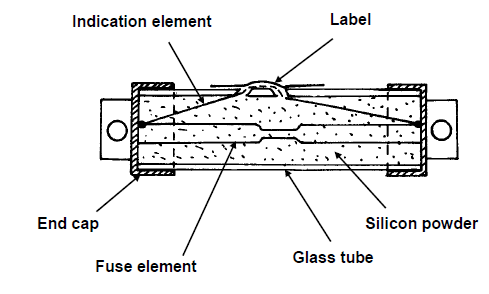 Indication element
Label
End cap
Silicon powder
Glass tube
Fuse element